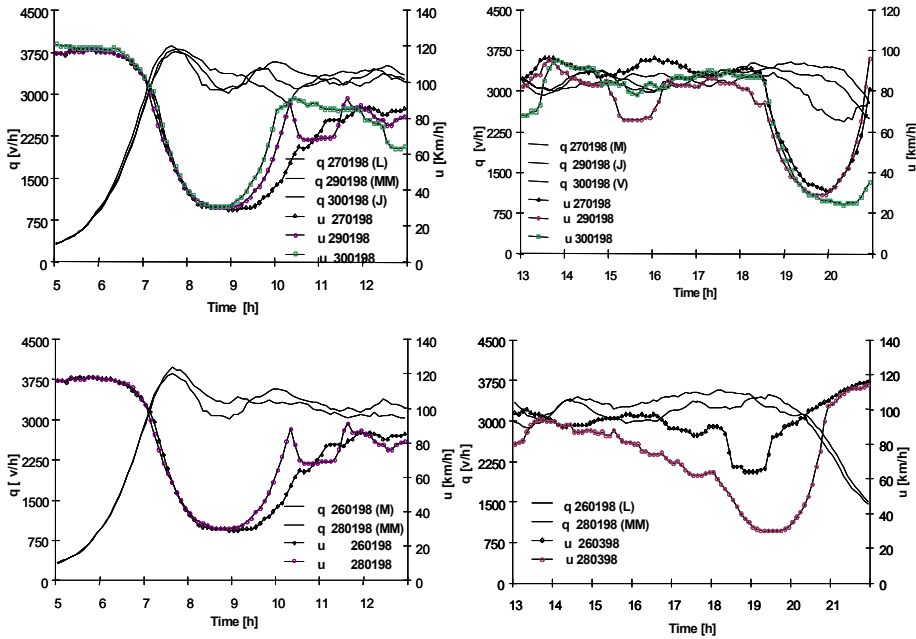 4500
3750
3000
2250
1500
750
0
q [v/h]
140
120
100
80
60
40
20
0
u [Km/h]
q 270198 (L)
q 290198 (MM)
q 300198 (J)
u 270198
u 290198
u 300198
5 6 7 8 9 10 11 12
Time [h]
4500
3750
3000
2250
1500
750
0
q [v/h]
120
100
80
60
40
20
0
u [km/h]
q 270198 (M)
q 290198 (J)
q 300198 (V)
u 270198
u 290198
u 300198
13 14 15 16 17 18 19 20
Time [h]
4500
3750
3000
2250
1500
750
0
q [ v/h]
140
120
100
80
60
40
20
0
u [km/h]
q 260198 (M)
q 280198 (MM)
u 260198
u 280198
5 6 7 8 9 10 11 12
Time [h]
4500
3750
3000
2250
1500
750
0
q [v/h]
140
120
100
80
60
40
20
0
u [km/h]
q 260198 (L)
q 280198 (MM)
u 260398
u 280398
13 14 15 16 17 18 19 20 21
Time [h]